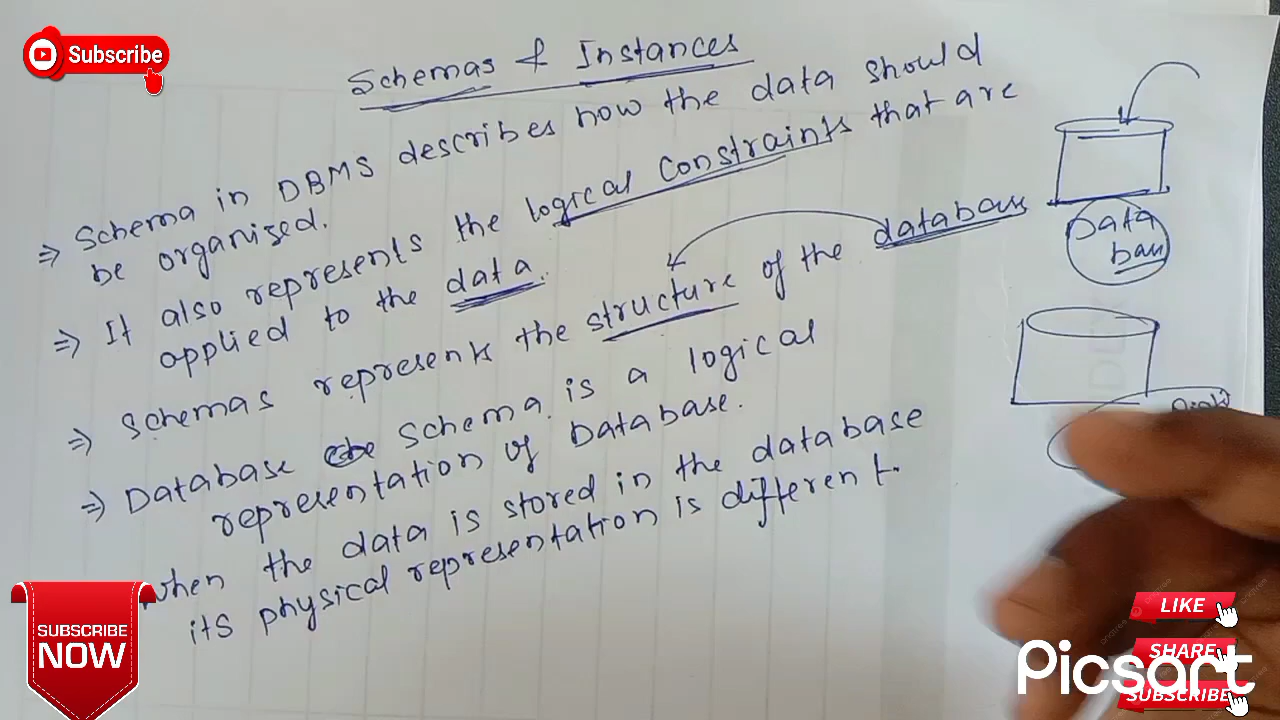 Subscribe
Schemas & Instances
⇒ Schema in DBMS describes how the data should
be organised.
⇒ It also represents the logical constraints that are
applied to the data.
⇒ Schemas represents the structure of the database
⇒ Database Schema is a logical
representation of Database.
When the data is stored in the database
its physical representation is different.
Data
base
SUBSCRIBE
NOW
LIKE
SHARE
SUBSCRIBE
Picsart